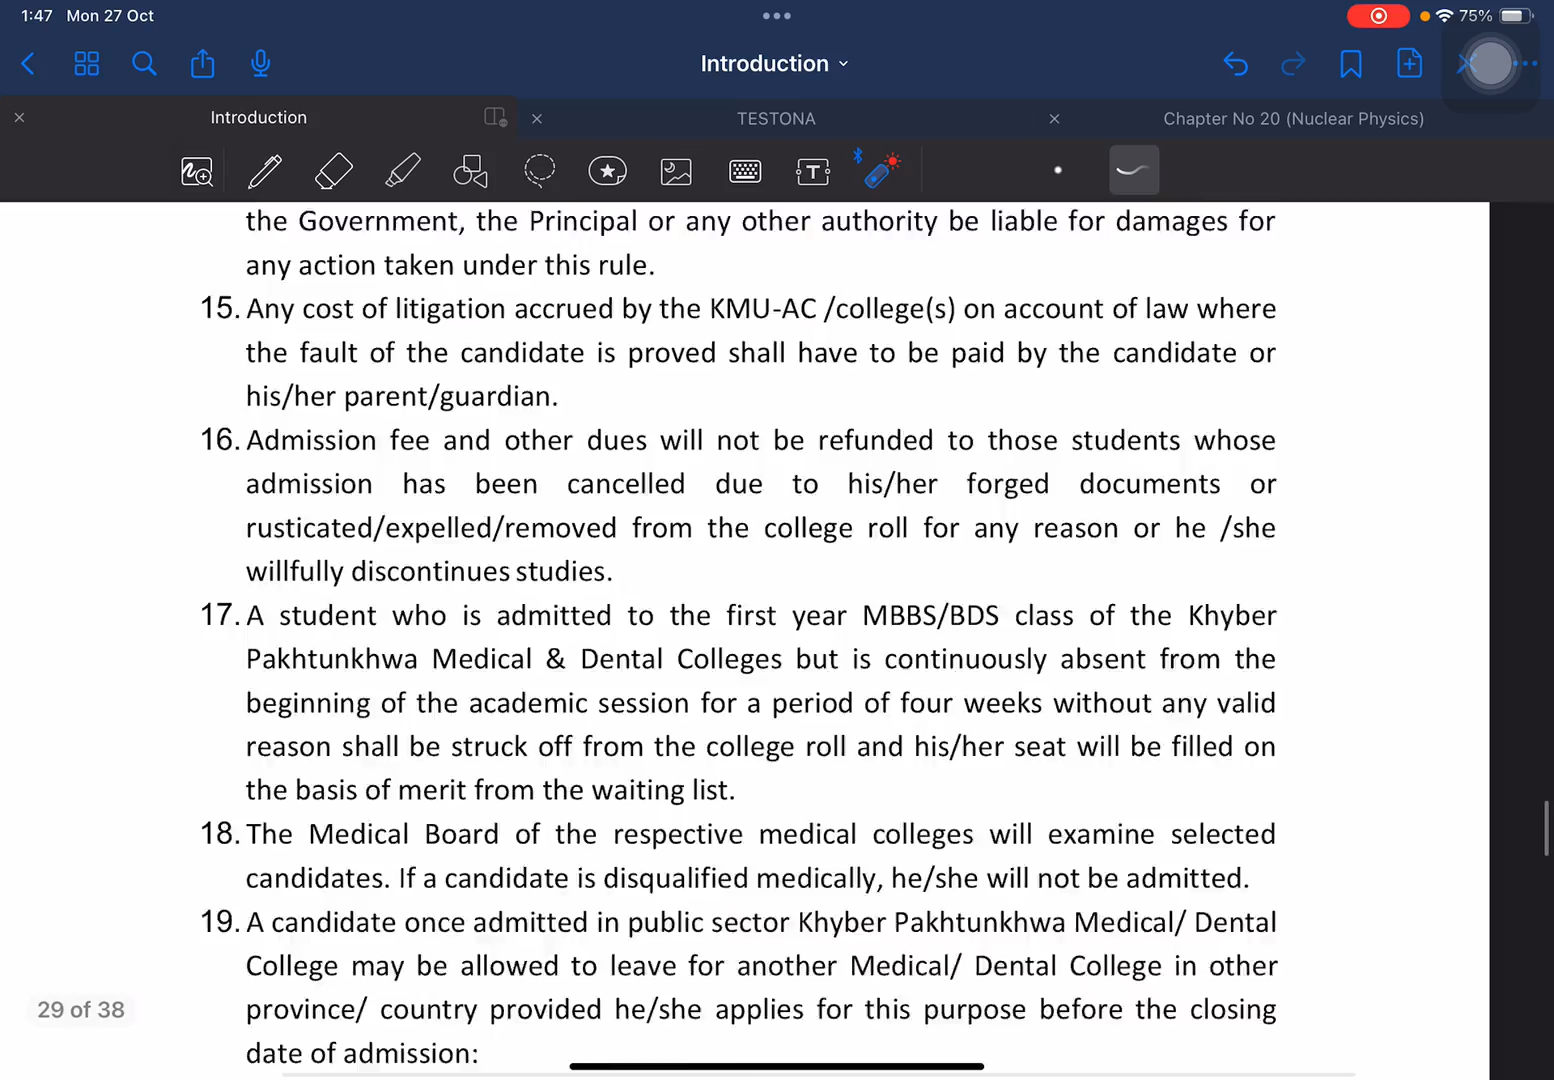 1:47 Mon 27 Oct
75%
Introduction
Introduction
TESTONA
Chapter No 20 (Nuclear Physics)
the Government, the Principal or any other authority be liable for damages for
any action taken under this rule.
15. Any cost of litigation accrued by the KMU-AC /college(s) on account of law where
the fault of the candidate is proved shall have to be paid by the candidate or
his/her parent/guardian.
16. Admission fee and other dues will not be refunded to those students whose
admission has been cancelled due to his/her forged documents or
rusticated/expelled/removed from the college roll for any reason or he /she
willfully discontinues studies.
17. A student who is admitted to the first year MBBS/BDS class of the Khyber
Pakhtunkhwa Medical & Dental Colleges but is continuously absent from the
beginning of the academic session for a period of four weeks without any valid
reason shall be struck off from the college roll and his/her seat will be filled on
the basis of merit from the waiting list.
18. The Medical Board of the respective medical colleges will examine selected
candidates. If a candidate is disqualified medically, he/she will not be admitted.
19. A candidate once admitted in public sector Khyber Pakhtunkhwa Medical/ Dental
College may be allowed to leave for another Medical/ Dental College in other
province/ country provided he/she applies for this purpose before the closing
date of admission:
29 of 38